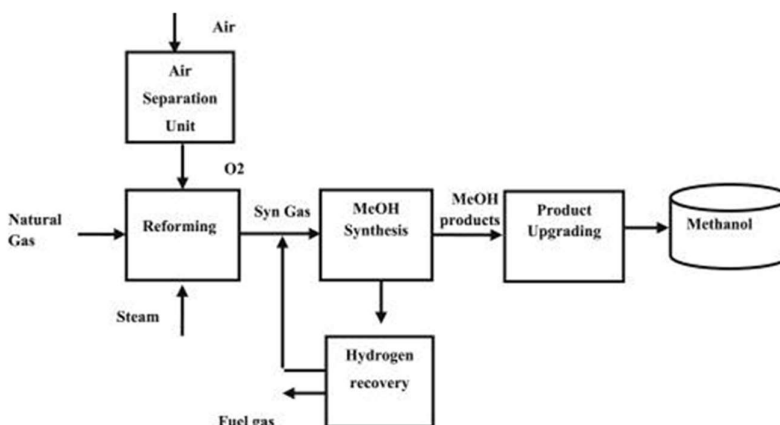 Air
Air
Separation
Unit
O2
Natural
Gas
Reforming
Syn Gas
MeOH
Synthesis
MeOH
products
Product
Upgrading
Methanol
Steam
Hydrogen
recovery
Fuel gas